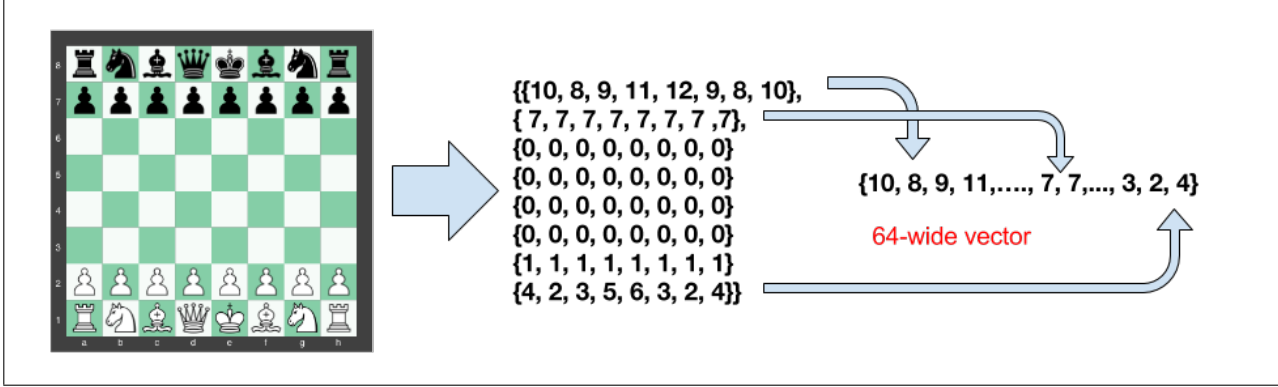 8
7
6
5
4
3
2
1
a b c d e f g h
{{10, 8, 9, 11, 12, 9, 8, 10},
{ 7, 7, 7, 7, 7, 7, 7 ,7},
{0, 0, 0, 0, 0, 0, 0, 0}
{0, 0, 0, 0, 0, 0, 0, 0}
{0, 0, 0, 0, 0, 0, 0, 0}
{0, 0, 0, 0, 0, 0, 0, 0}
{1, 1, 1, 1, 1, 1, 1, 1}
{4, 2, 3, 5, 6, 3, 2, 4}}
{10, 8, 9, 11,...., 7, 7,..., 3, 2, 4}
64-wide vector